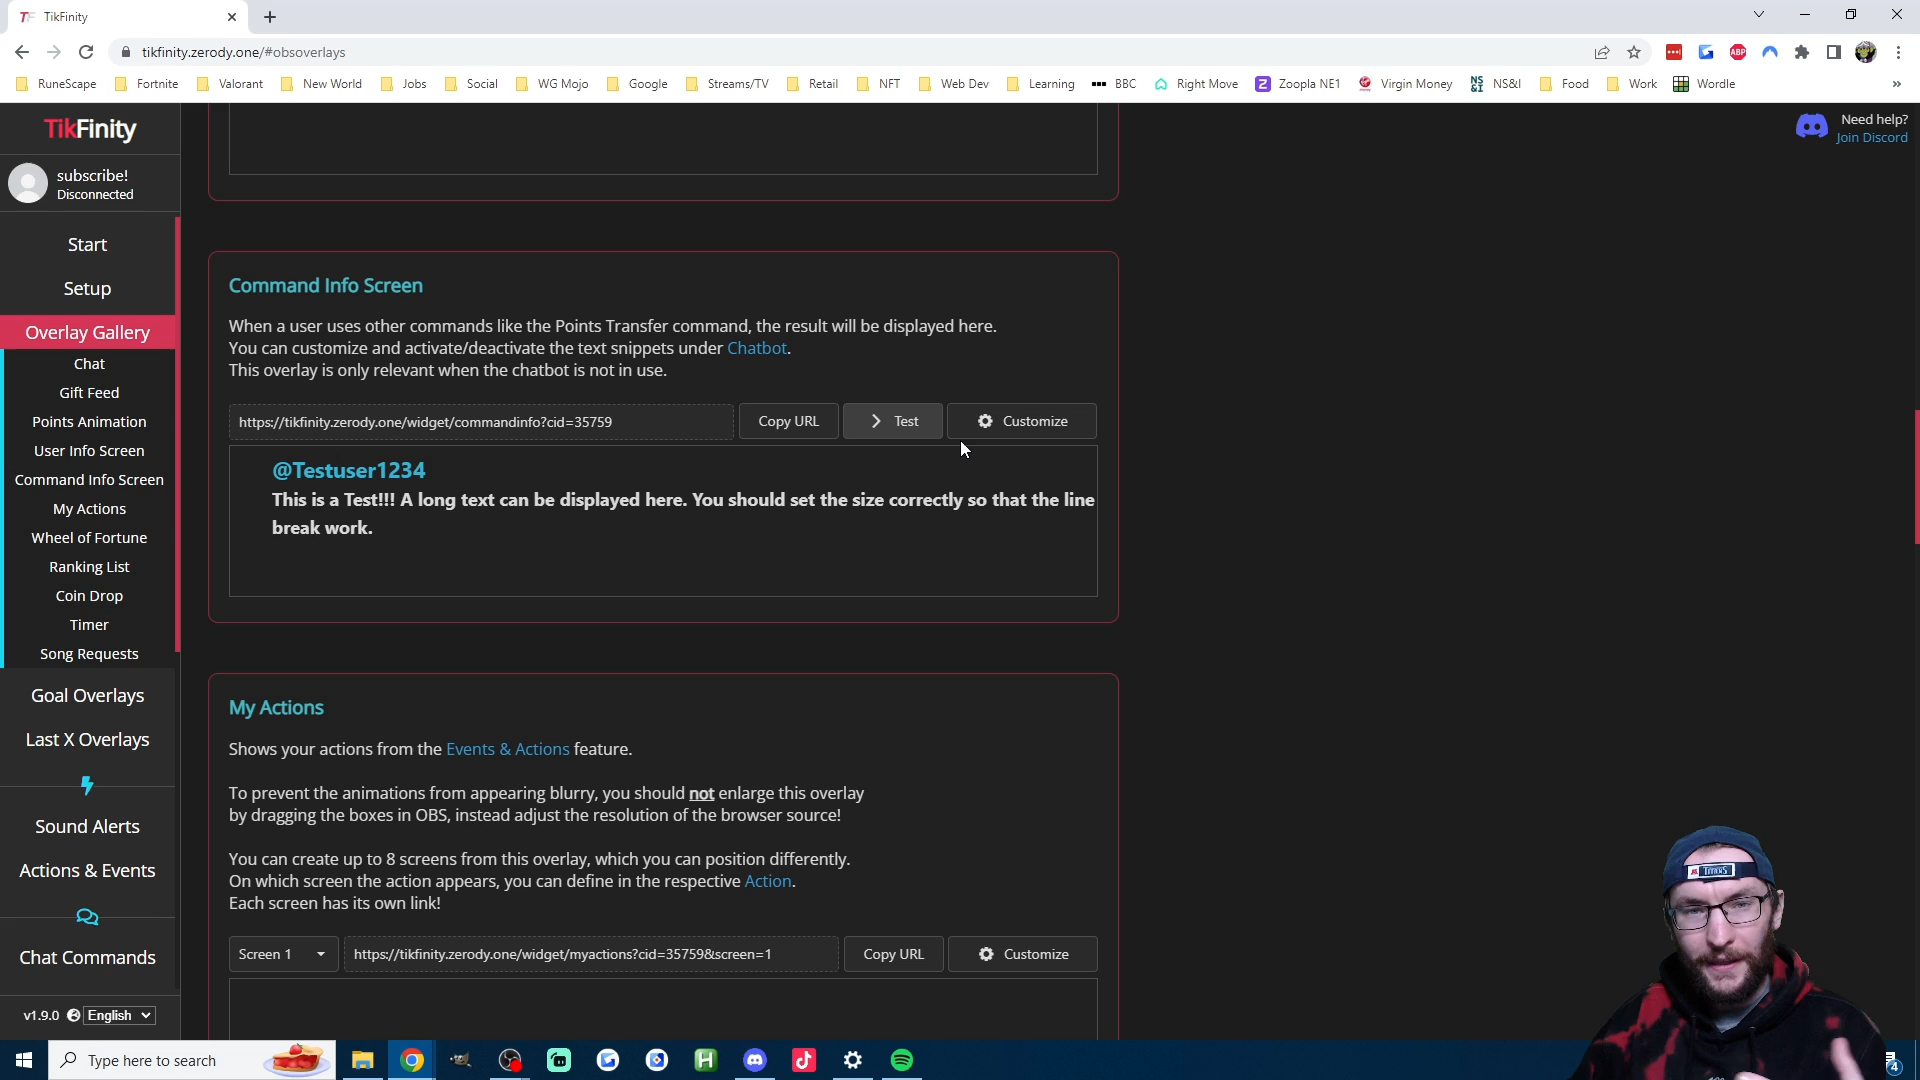 TikFinity
tikfinity.zerody.one/#obsoverlays
ABP
RuneScape
Fortnite
Valorant
New World
Jobs
Social
WG Mojo
Google
Streams/TV
Retail
NFT
Web Dev
Learning
BBC
Right Move
Zoopla NE1
Virgin Money
NS&I
Food
Work
Wordle
»
TikFinity
Need help?
Join Discord
subscribe!
Disconnected
Start
Setup
Overlay Gallery
Chat
Gift Feed
Points Animation
User Info Screen
Command Info Screen
My Actions
Wheel of Fortune
Ranking List
Coin Drop
Timer
Song Requests
Goal Overlays
Last X Overlays
Sound Alerts
Actions & Events
Chat Commands
v1.9.0 English
Command Info Screen
When a user uses other commands like the Points Transfer command, the result will be displayed here.
You can customize and activate/deactivate the text snippets under Chatbot.
This overlay is only relevant when the chatbot is not in use.
https://tikfinity.zerody.one/widget/commandinfo?cid=35759
Copy URL
Test
Customize
@Testuser1234
This is a Test!!! A long text can be displayed here. You should set the size correctly so that the line
break work.
My Actions
Shows your actions from the Events & Actions feature.
To prevent the animations from appearing blurry, you should not enlarge this overlay
by dragging the boxes in OBS, instead adjust the resolution of the browser source!
You can create up to 8 screens from this overlay, which you can position differently.
On which screen the action appears, you can define in the respective Action.
Each screen has its own link!
Screen 1
https://tikfinity.zerody.one/widget/myactions?cid=35759&screen=1
Copy URL
Customize
Type here to search
4